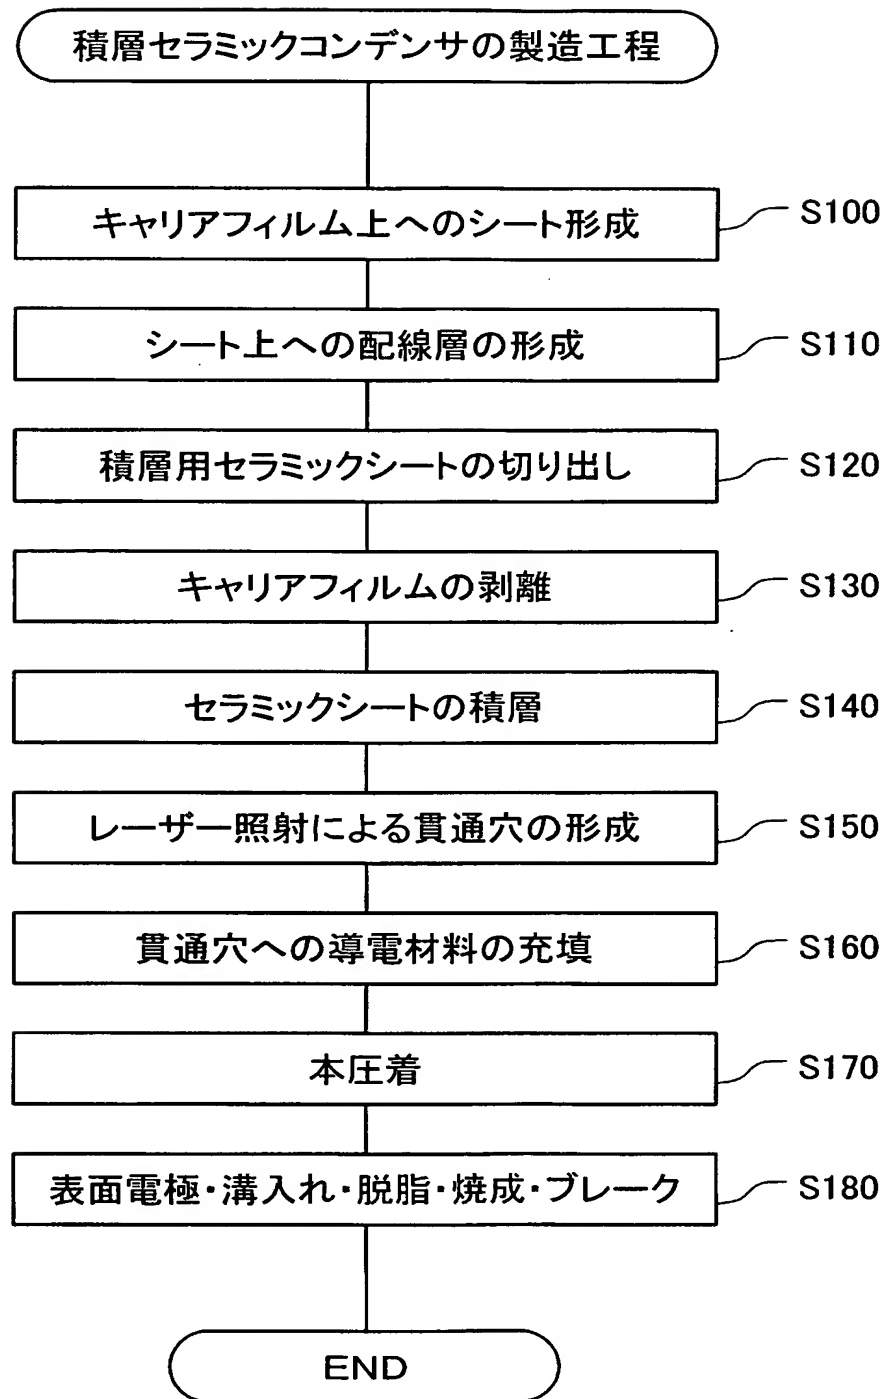 積層セラミックコンデンサの製造工程
キャリアフィルム上へのシート形成 S100
シート上への配線層の形成 S110
積層用セラミックシートの切り出し S120
キャリアフィルムの剥離 S130
セラミックシートの積層 S140
レーザー照射による貫通穴の形成 S150
貫通穴への導電材料の充填 S160
本圧着 S170
表面電極・溝入れ・脱脂・焼成・ブレーク S180
END